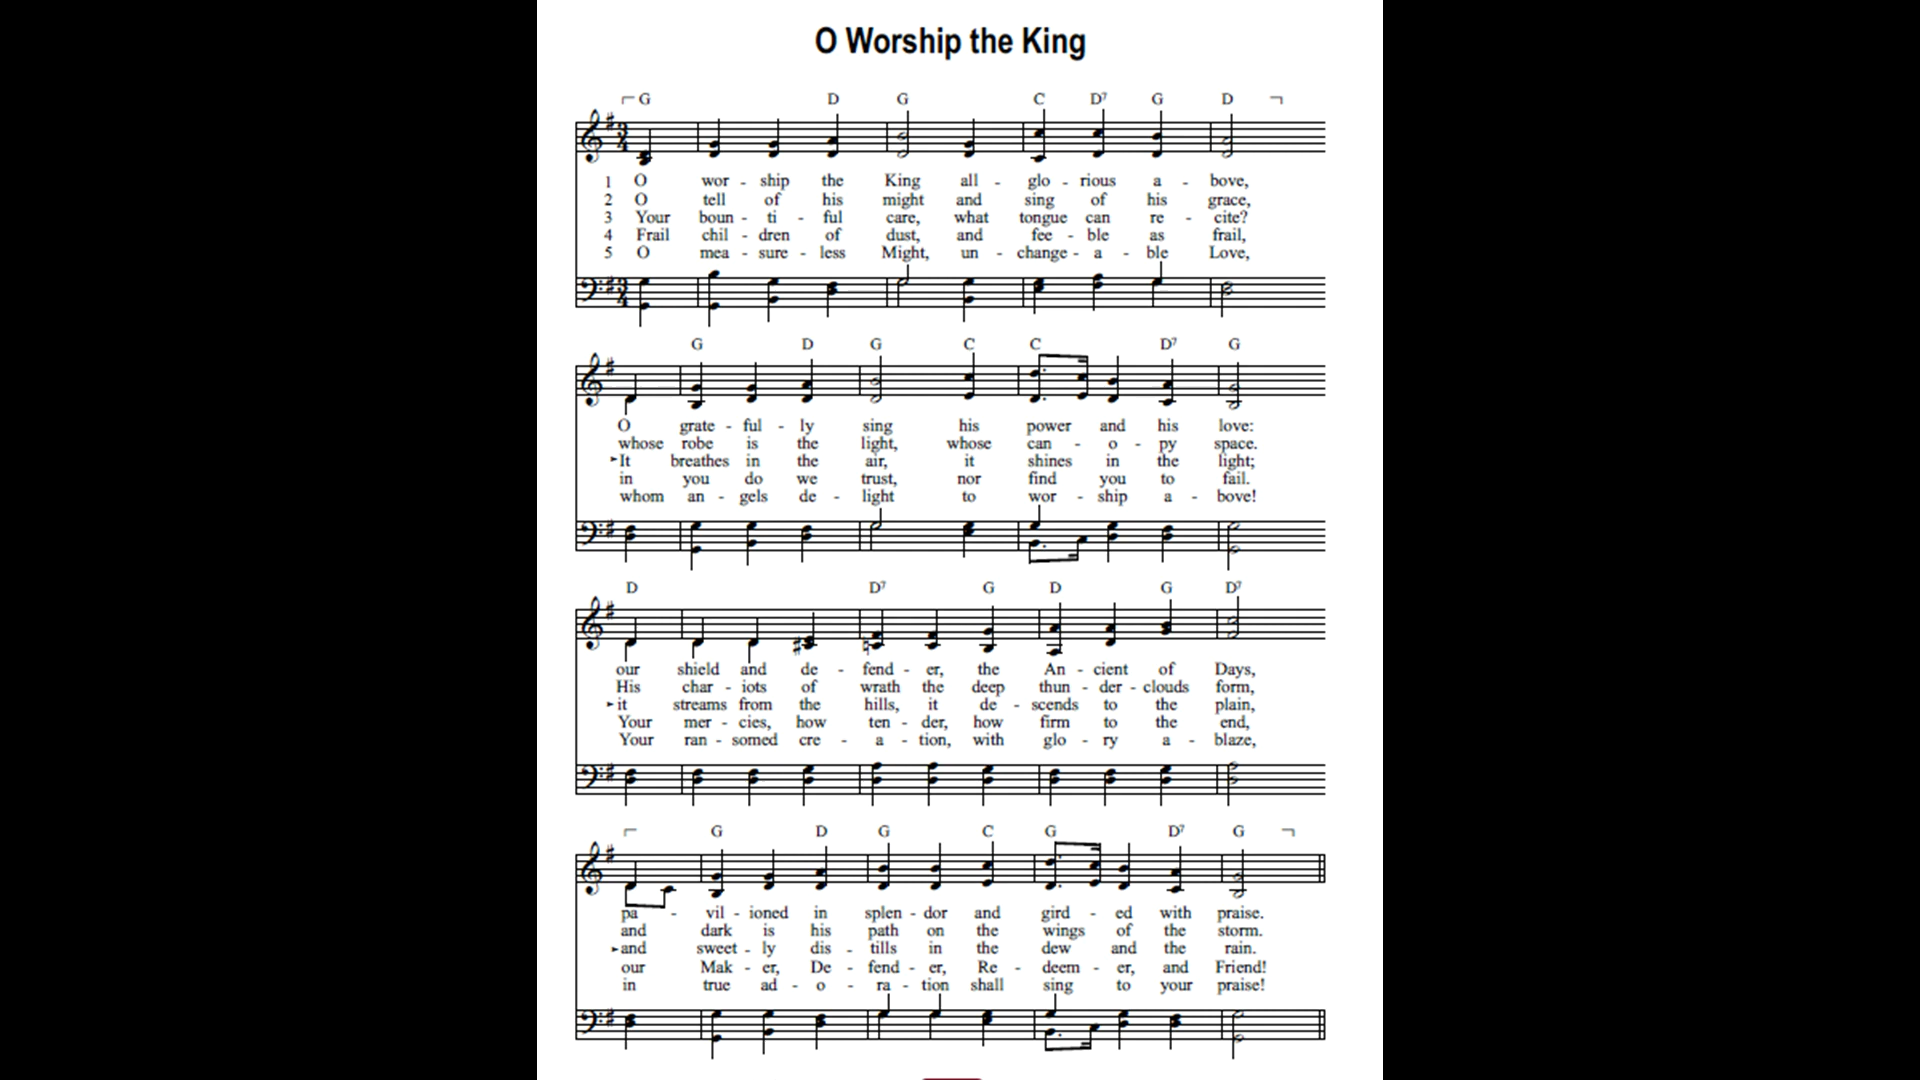 O Worship the King
G D G C D7 G D
1 O wor - ship the King all - glo - rious a - bove,
2 O tell of his might and sing of his grace,
3 Your boun - ti - ful care, what tongue can re - cite?
4 Frail chil - dren of dust, and fee - ble as frail,
5 O mea - sure - less Might, un - change - a - ble Love,
G D G C C D7 G
O grate - ful - ly sing his power and his love:
whose robe is the light, whose can - o - py space.
It breathes in the air, it shines in the light;
in you do we trust, nor find you to fail.
whom an - gels de - light to wor - ship a - bove!
D D7 G D G D7
our shield and de - fend - er, the An - cient of Days,
His char - iots of wrath the deep thun - der - clouds form,
it streams from the hills, it de - scends to the plain,
Your mer - cies, how ten - der, how firm to the end,
Your ran - somed cre - a - tion, with glo - ry a - blaze,
G D G C G D7 G
pa - vil - ioned in splen - dor and gird - ed with praise.
and dark is his path on the wings of the storm.
and sweet - ly dis - tills in the dew and the rain.
our Mak - er, De - fend - er, Re - deem - er, and Friend!
in true ad - o - ra - tion shall sing to your praise!